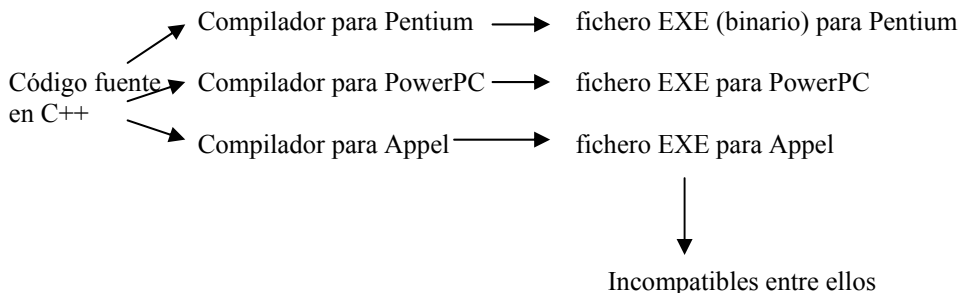 Compilador para Pentium fichero EXE (binario) para Pentium
Código fuente Compilador para PowerPC fichero EXE para PowerPC
en C++
Compilador para Appel fichero EXE para Appel
Incompatibles entre ellos